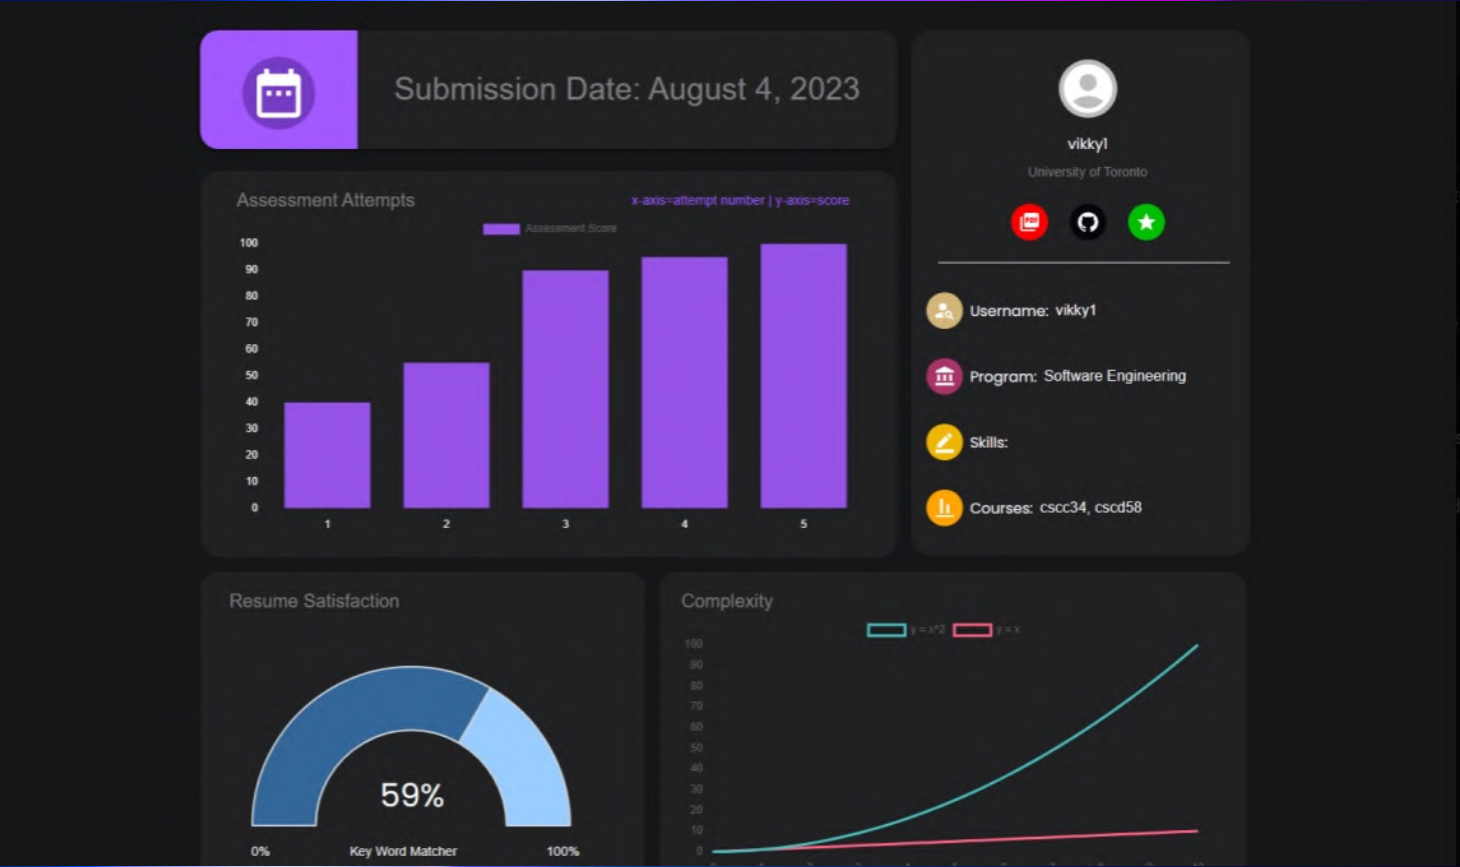 Submission Date: August 4, 2023
vikky1
University of Toronto
PDF
Username: vikky1
Program: Software Engineering
Skills:
Courses: cscc34, cscd58
Assessment Attempts
x-axis=attempt number | y-axis=score
Assessment Score
100
90
80
70
60
50
40
30
20
10
0
1 2 3 4 5
Resume Satisfaction
59%
0% Key Word Matcher 100%
Complexity
y = x^2 y = x
100
90
80
70
60
50
40
30
20
10
0